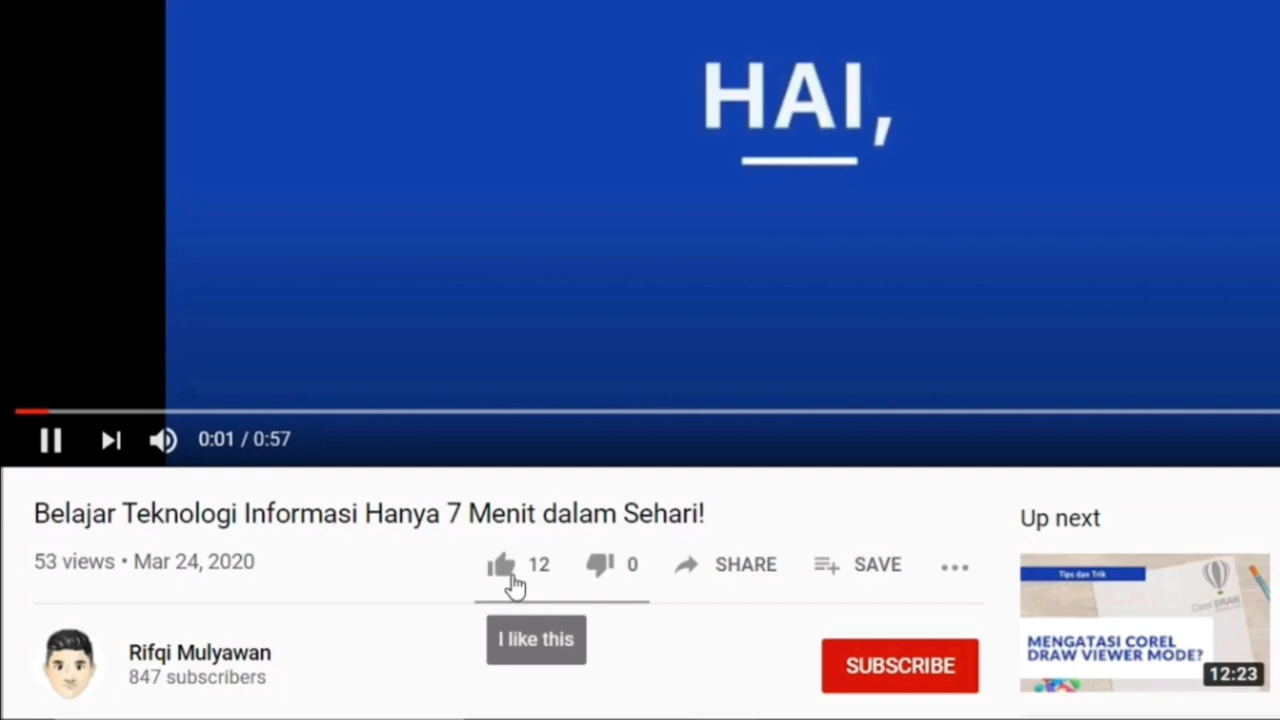 HAI,
0:01 / 0:57
Belajar Teknologi Informasi Hanya 7 Menit dalam Sehari!
53 views • Mar 24, 2020
12
0
SHARE
SAVE
I like this
Rifqi Mulyawan
847 subscribers
SUBSCRIBE
Up next
Tips dan Trik
Corel DRAW
MENGATASI COREL
DRAW VIEWER MODE?
12:23